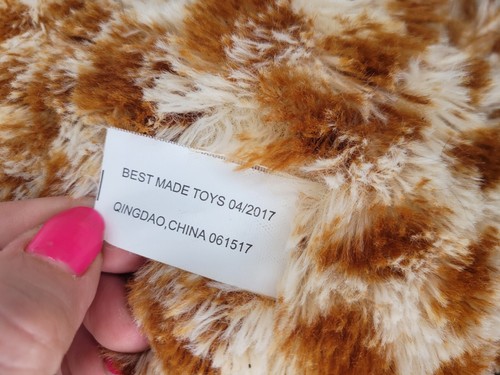 BEST MADE TOYS 04/2017
QINGDAO,CHINA 061517